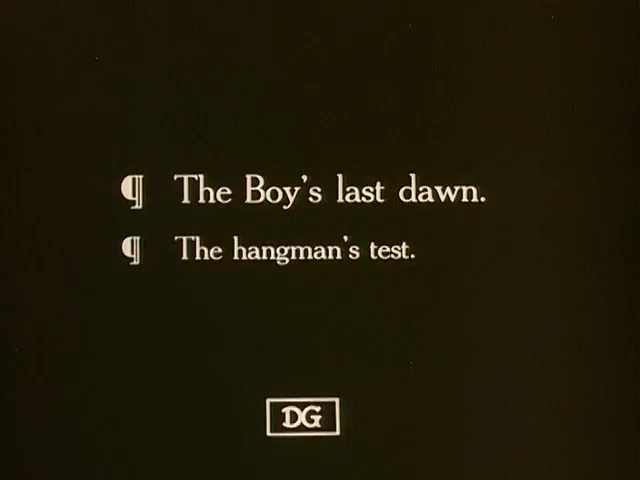 ¶ The Boy's last dawn.
¶ The hangman's test.
DG